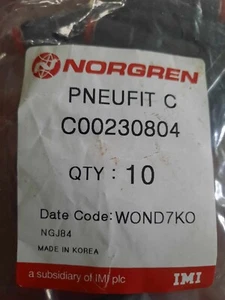 NORGREN
PNEUFIT C
C00230804
QTY : 10
Date Code: WOND7KO
NGJ84
MADE IN KOREA
a subsidiary of IMI plc
IMI